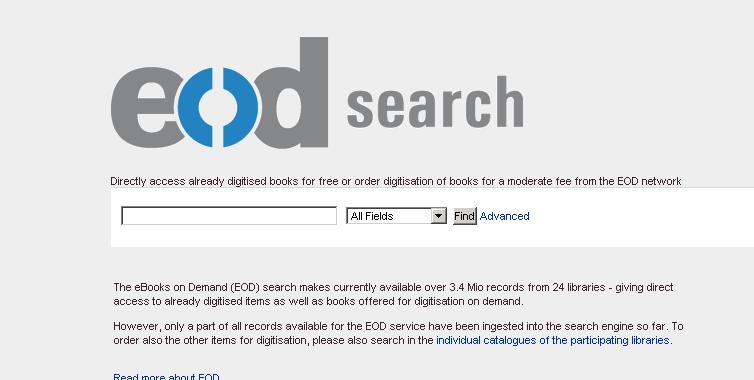 eod search
Directly access already digitised books for free or order digitisation of books for a moderate fee from the EOD network
All Fields Find Advanced
The eBooks on Demand (EOD) search makes currently available over 3.4 Mio records from 24 libraries - giving direct
access to already digitised items as well as books offered for digitisation on demand.
However, only a part of all records available for the EOD service have been ingested into the search engine so far. To
order also the other items for digitisation, please also search in the individual catalogues of the participating libraries.
Read more about EOD